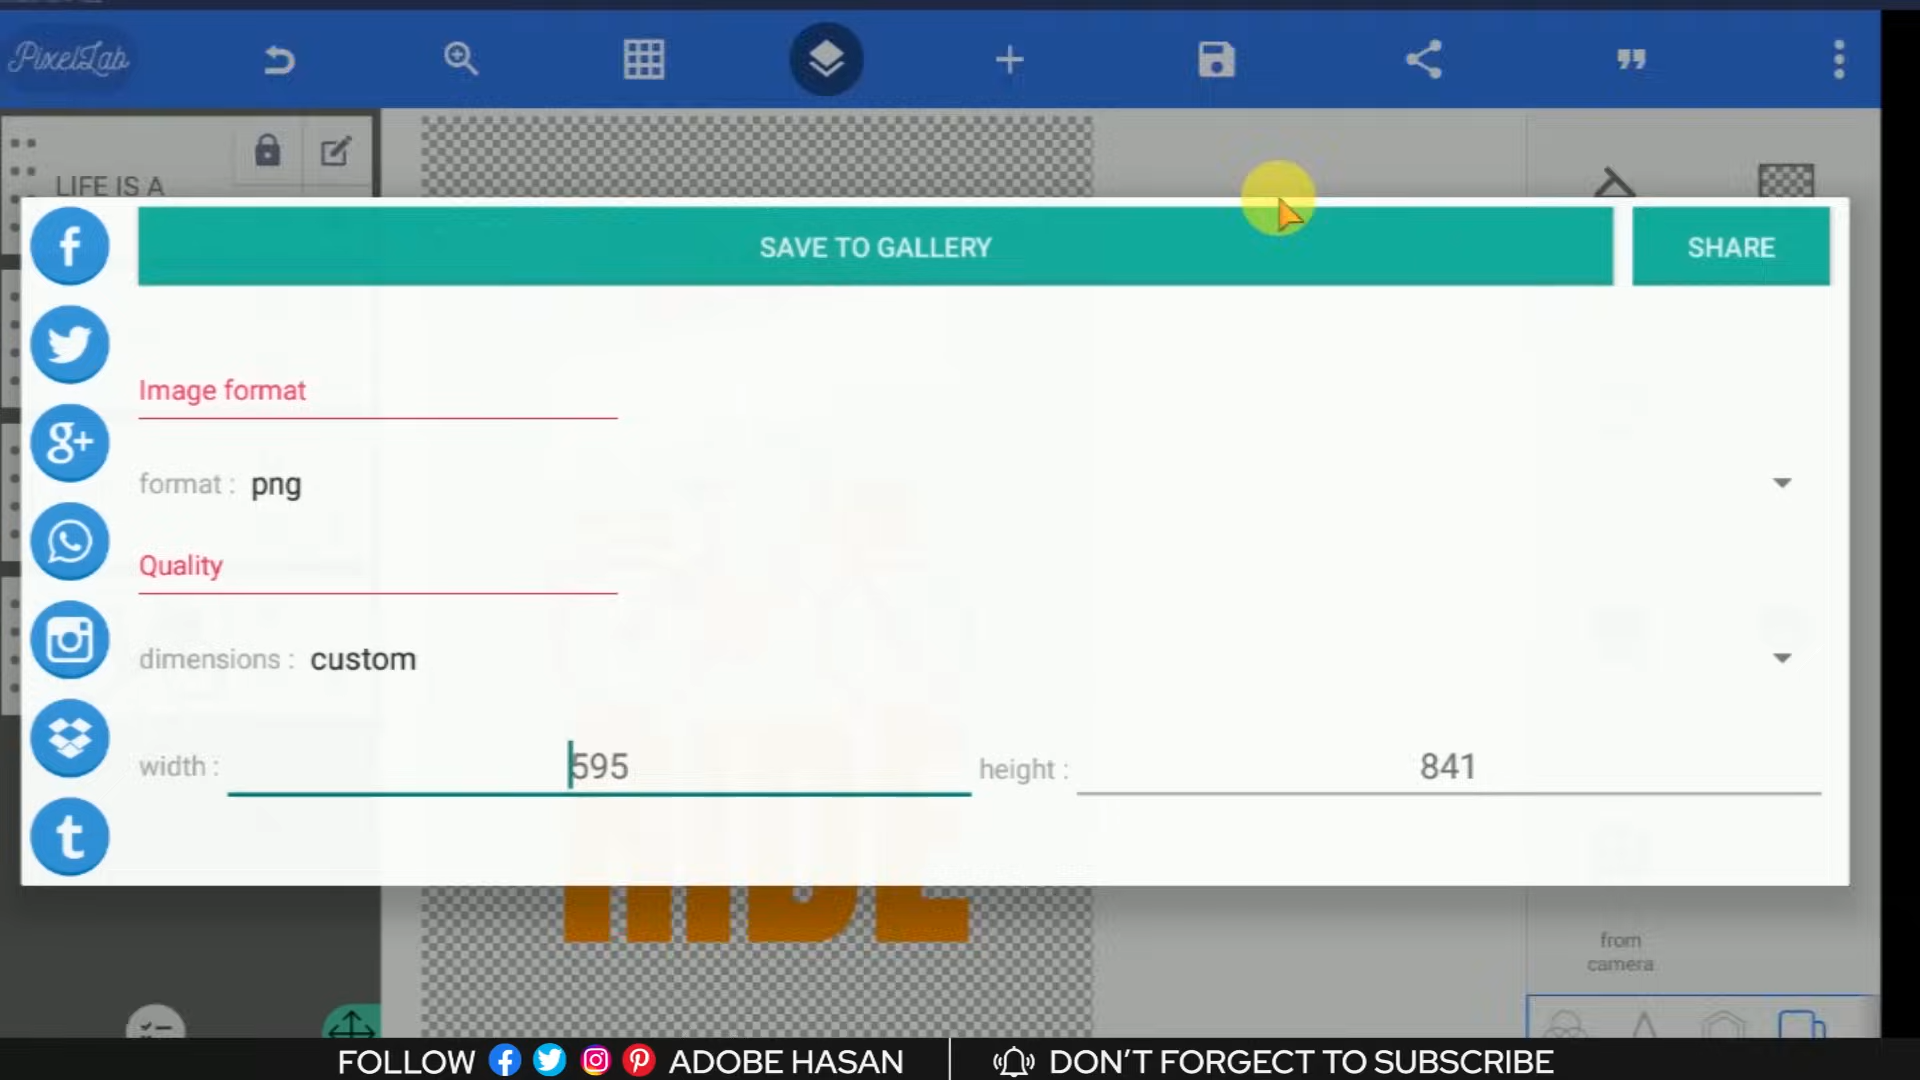 PixelLab
LIFE IS A
SAVE TO GALLERY
SHARE
Image format
format : png
Quality
dimensions : custom
width : 595 height : 841
RIDE
from
camera
FOLLOW ADOBE HASAN DON'T FORGECT TO SUBSCRIBE